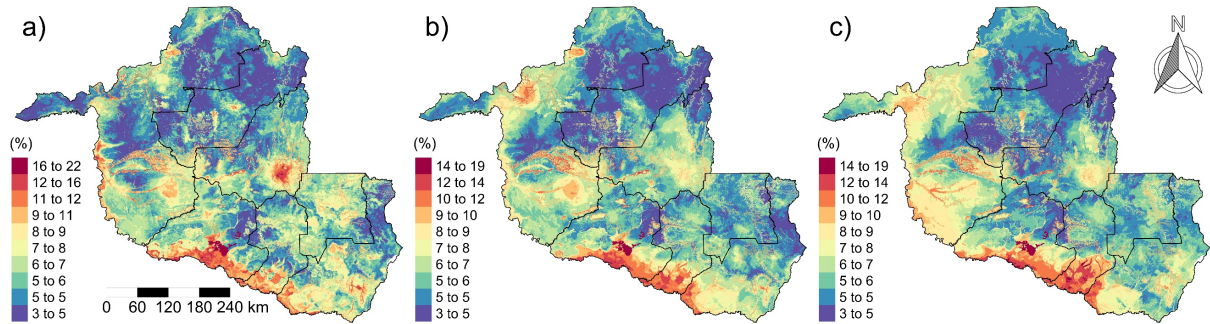 a)
(%)
16 to 22
12 to 16
11 to 12
9 to 11
8 to 9
7 to 8
6 to 7
5 to 6
5 to 5
3 to 5
0 60 120 180 240 km
b)
(%)
14 to 19
12 to 14
10 to 12
9 to 10
8 to 9
7 to 8
6 to 7
5 to 6
5 to 5
3 to 5
c)
(%)
14 to 19
12 to 14
10 to 12
9 to 10
8 to 9
7 to 8
6 to 7
5 to 6
5 to 5
3 to 5
N